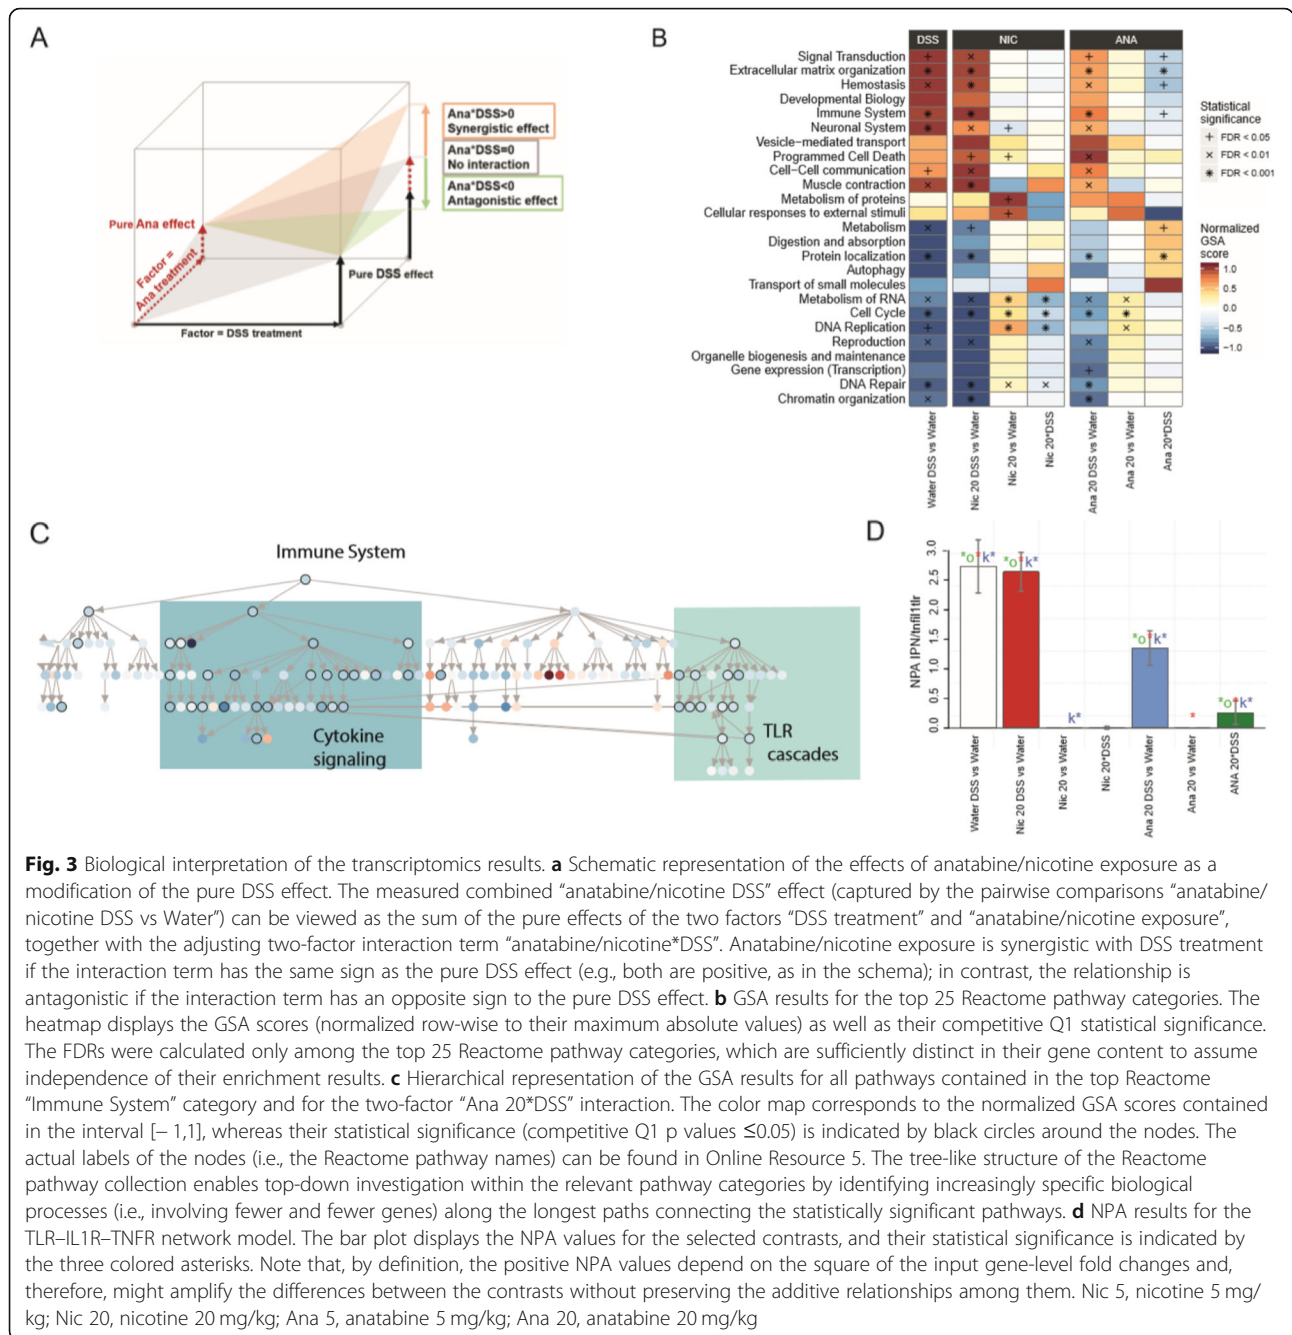 A
Ana*DSS>0
Synergistic effect
Ana*DSS=0
No interaction
Ana*DSS<0
Antagonistic effect
Pure Ana effect
Factor =
Ana treatment
Pure DSS effect
Factor = DSS treatment
B
DSS
NIC
ANA
Signal Transduction
Extracellular matrix organization
Hemostasis
Developmental Biology
Immune System
Neuronal System
Vesicle−mediated transport
Programmed Cell Death
Cell−Cell communication
Muscle contraction
Metabolism of proteins
Cellular responses to external stimuli
Metabolism
Digestion and absorption
Protein localization
Autophagy
Transport of small molecules
Metabolism of RNA
Cell Cycle
DNA Replication
Reproduction
Organelle biogenesis and maintenance
Gene expression (Transcription)
DNA Repair
Chromatin organization
Water DSS vs Water
Nic 20 DSS vs Water
Nic 20 vs Water
Nic 20*DSS
Ana 20 DSS vs Water
Ana 20 vs Water
Ana 20*DSS
Statistical
significance
+ FDR < 0.05
× FDR < 0.01
∗ FDR < 0.001
Normalized
GSA
score
1.0
0.5
0.0
−0.5
−1.0
C
Immune System
Cytokine
signaling
TLR
cascades
D
NPA IPN/Infl1tlr
3.0
2.5
2.0
1.5
1.0
0.5
0.0
*o*k*
*o*k*
k*
*o*k*
*
*o*k*
Water DSS vs Water
Nic 20 DSS vs Water
Nic 20 vs Water
Nic 20*DSS
Ana 20 DSS vs Water
Ana 20 vs Water
ANA 20*DSS
Fig. 3 Biological interpretation of the transcriptomics results. a Schematic representation of the effects of anatabine/nicotine exposure as a
modification of the pure DSS effect. The measured combined “anatabine/nicotine DSS” effect (captured by the pairwise comparisons “anatabine/
nicotine DSS vs Water”) can be viewed as the sum of the pure effects of the two factors “DSS treatment” and “anatabine/nicotine exposure”,
together with the adjusting two-factor interaction term “anatabine/nicotine*DSS”. Anatabine/nicotine exposure is synergistic with DSS treatment
if the interaction term has the same sign as the pure DSS effect (e.g., both are positive, as in the schema); in contrast, the relationship is
antagonistic if the interaction term has an opposite sign to the pure DSS effect. b GSA results for the top 25 Reactome pathway categories. The
heatmap displays the GSA scores (normalized row-wise to their maximum absolute values) as well as their competitive Q1 statistical significance.
The FDRs were calculated only among the top 25 Reactome pathway categories, which are sufficiently distinct in their gene content to assume
independence of their enrichment results. c Hierarchical representation of the GSA results for all pathways contained in the top Reactome
“Immune System” category and for the two-factor “Ana 20*DSS” interaction. The color map corresponds to the normalized GSA scores contained
in the interval [− 1,1], whereas their statistical significance (competitive Q1 p values ≤0.05) is indicated by black circles around the nodes. The
actual labels of the nodes (i.e., the Reactome pathway names) can be found in Online Resource 5. The tree-like structure of the Reactome
pathway collection enables top-down investigation within the relevant pathway categories by identifying increasingly specific biological
processes (i.e., involving fewer and fewer genes) along the longest paths connecting the statistically significant pathways. d NPA results for the
TLR–IL1R–TNFR network model. The bar plot displays the NPA values for the selected contrasts, and their statistical significance is indicated by
the three colored asterisks. Note that, by definition, the positive NPA values depend on the square of the input gene-level fold changes and,
therefore, might amplify the differences between the contrasts without preserving the additive relationships among them. Nic 5, nicotine 5 mg/
kg; Nic 20, nicotine 20 mg/kg; Ana 5, anatabine 5 mg/kg; Ana 20, anatabine 20 mg/kg